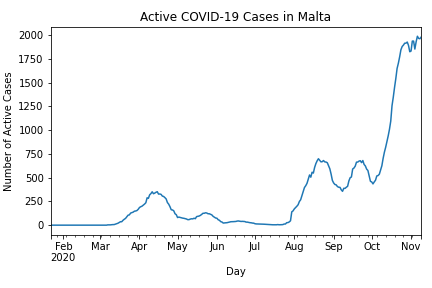 Active COVID-19 Cases in Malta
Number of Active Cases
2000
1750
1500
1250
1000
750
500
250
0
Feb Mar Apr May Jun Jul Aug Sep Oct Nov
2020
Day